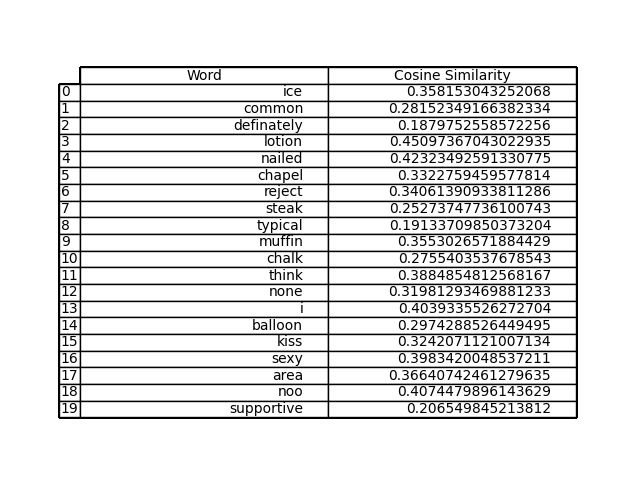 Word Cosine Similarity
0 ice 0.358153043252068
1 common 0.28152349166382334
2 definately 0.1879752558572256
3 lotion 0.45097367043022935
4 nailed 0.42323492591330775
5 chapel 0.3322759459577814
6 reject 0.34061390933811286
7 steak 0.25273747736100743
8 typical 0.19133709850373204
9 muffin 0.3553026571884429
10 chalk 0.2755403537678543
11 think 0.3884854812568167
12 none 0.31981293469881233
13 i 0.4039335526272704
14 balloon 0.2974288526449495
15 kiss 0.3242071121007134
16 sexy 0.3983420048537211
17 area 0.36640742461279635
18 noo 0.4074479896143629
19 supportive 0.206549845213812